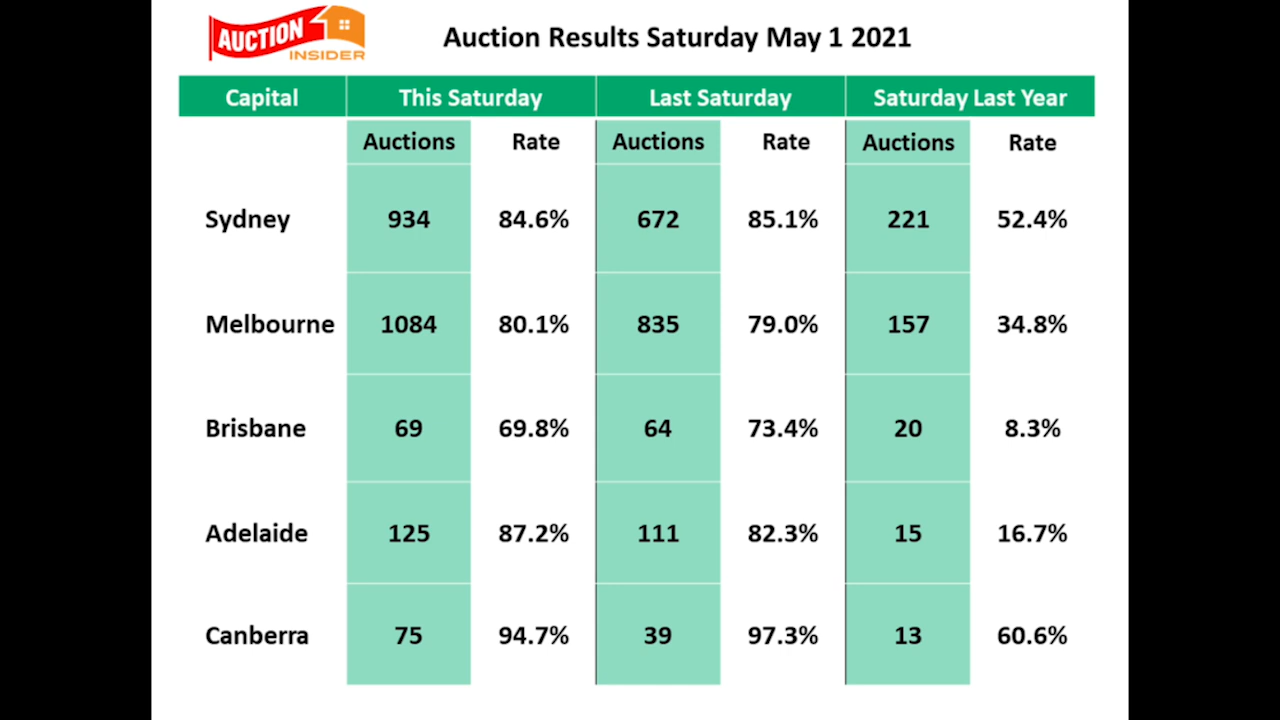 AUCTION
INSIDER
Auction Results Saturday May 1 2021
Capital This Saturday Last Saturday Saturday Last Year
Auctions Rate Auctions Rate Auctions Rate
Sydney 934 84.6% 672 85.1% 221 52.4%
Melbourne 1084 80.1% 835 79.0% 157 34.8%
Brisbane 69 69.8% 64 73.4% 20 8.3%
Adelaide 125 87.2% 111 82.3% 15 16.7%
Canberra 75 94.7% 39 97.3% 13 60.6%